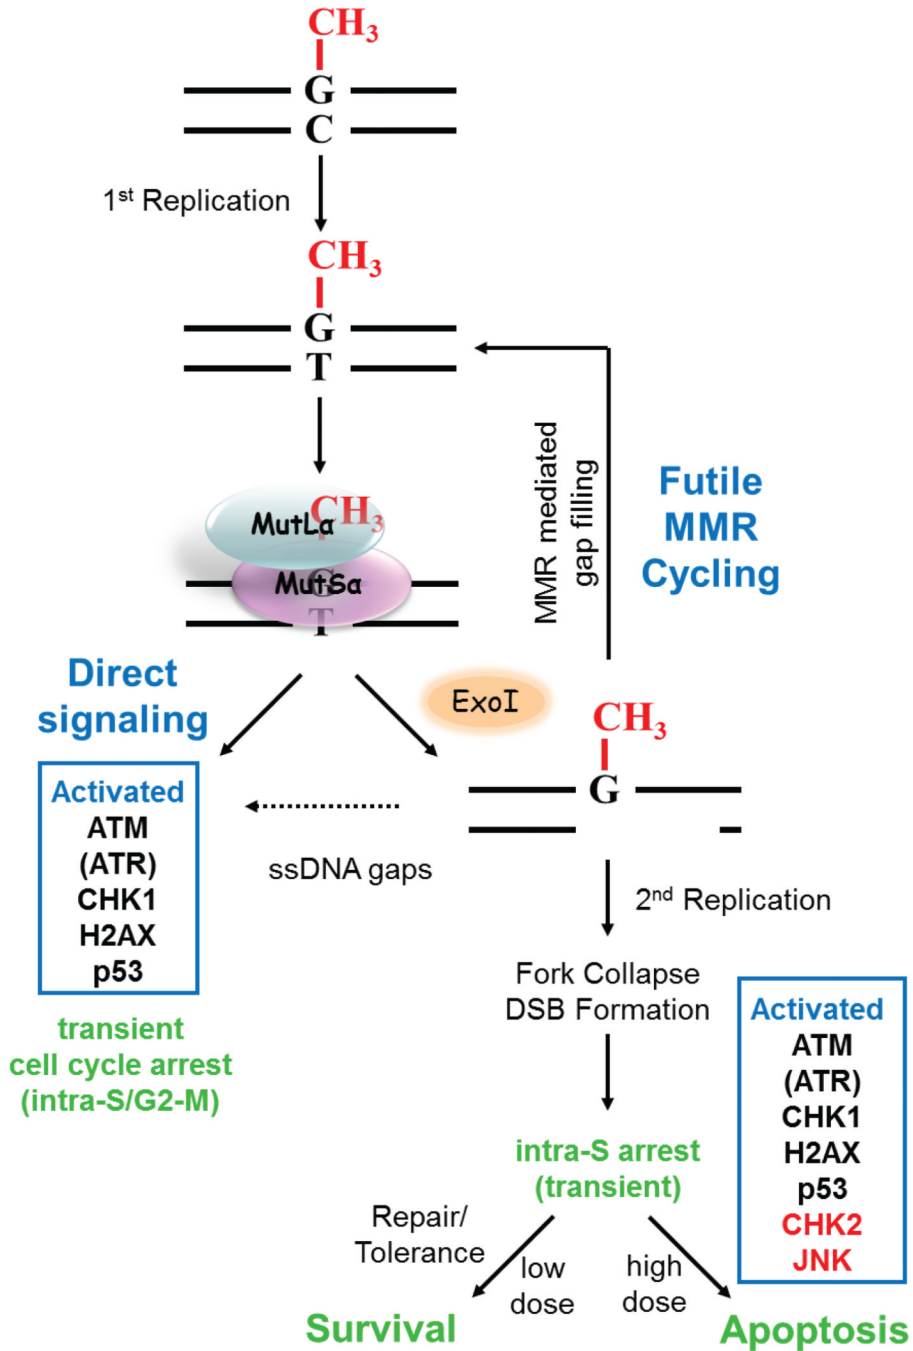 CH3
G
C
1st Replication
CH3
G
T
MutLα
CH3
MutSα
G
T
MMR mediated
gap filling
Futile
MMR
Cycling
Direct
signaling
ExoI
CH3
G
Activated
ATM
(ATR)
CHK1
H2AX
p53
ssDNA gaps
transient
cell cycle arrest
(intra-S/G2-M)
2nd Replication
Fork Collapse
DSB Formation
Activated
ATM
(ATR)
CHK1
H2AX
p53
CHK2
JNK
intra-S arrest
(transient)
Repair/
Tolerance
low
dose
high
dose
Survival
Apoptosis